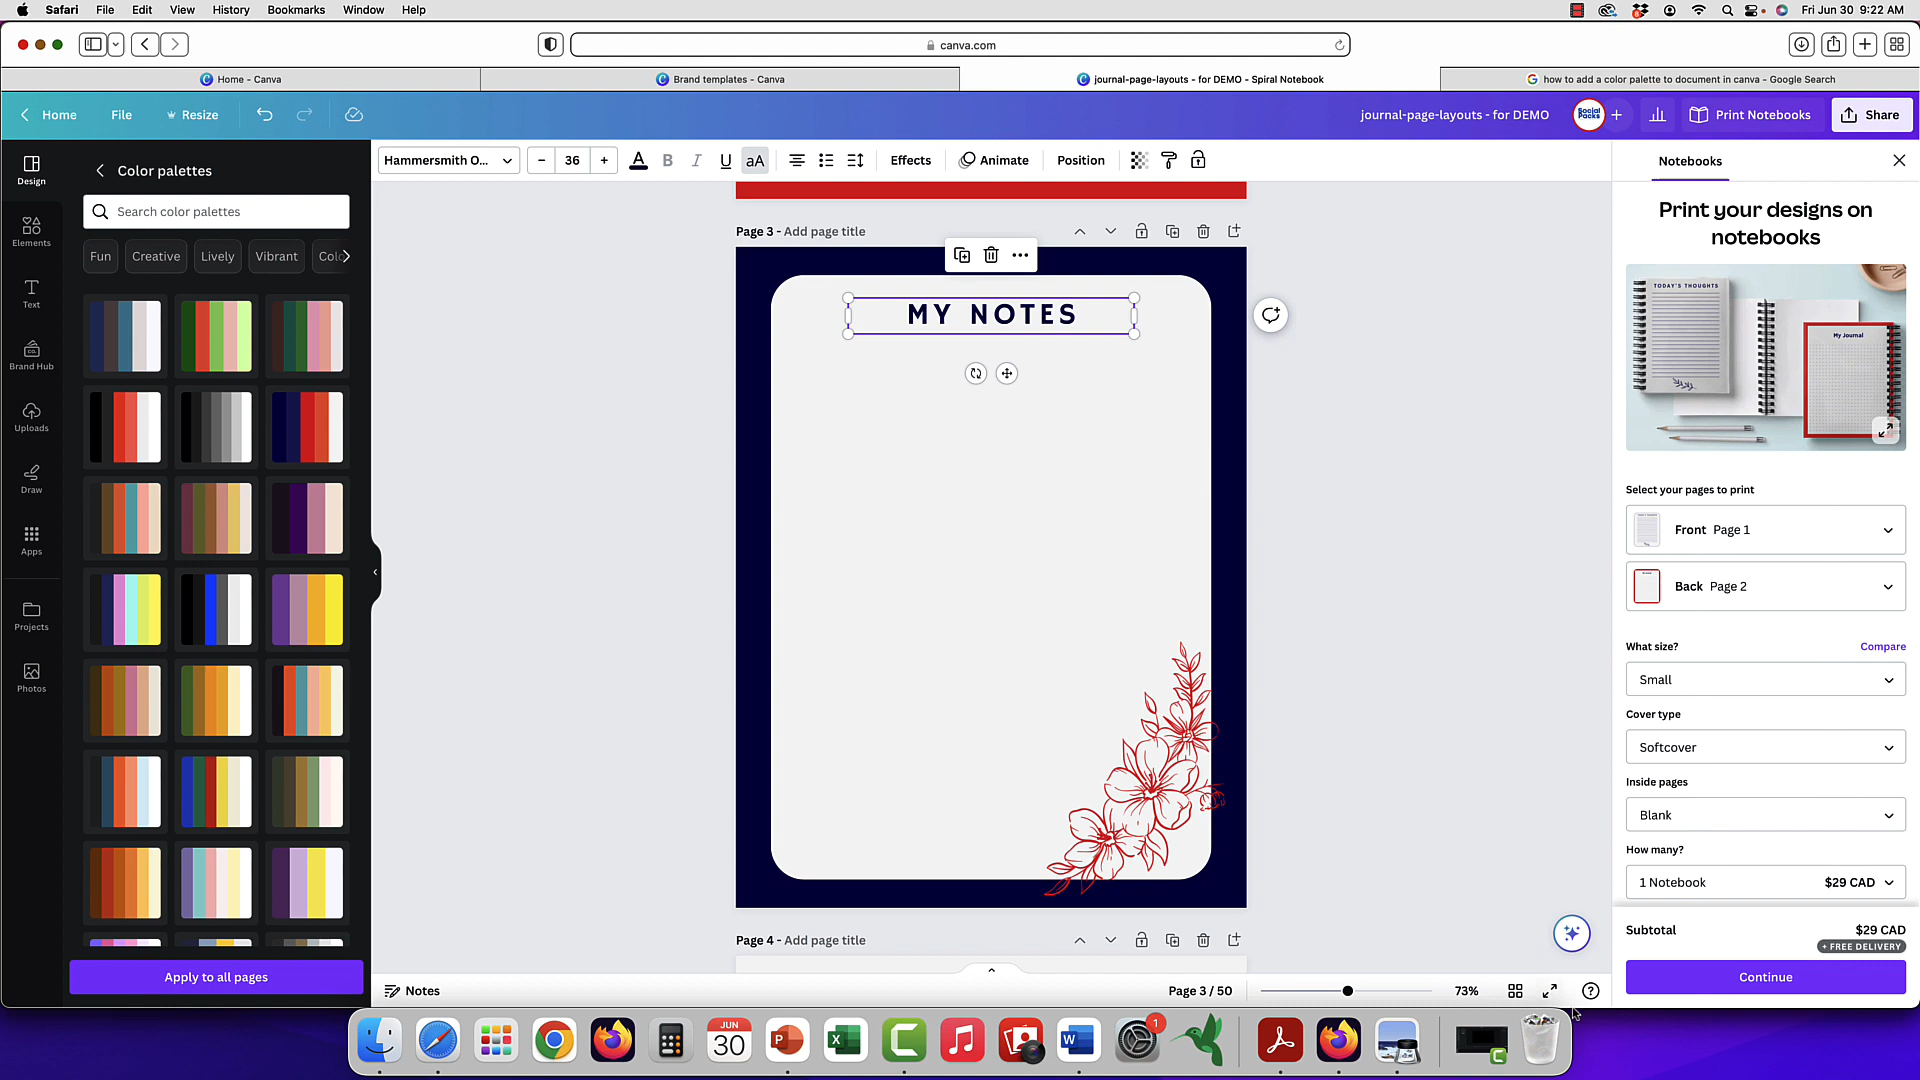 Safari File Edit View History Bookmarks Window Help
Fri Jun 30 9:22 AM
canva.com
Home - Canva
Brand templates - Canva
journal-page-layouts - for DEMO - Spiral Notebook
how to add a color palette to document in canva - Google Search
Home File Resize
journal-page-layouts - for DEMO
Social Packs
Print Notebooks
Share
Design
Elements
Text
Brand Hub
Uploads
Draw
Apps
Projects
Photos
Color palettes
Search color palettes
Fun Creative Lively Vibrant
Apply to all pages
Hammersmith O... 36 A B I U aA Effects Animate Position
Page 3 - Add page title
MY NOTES
Page 4 - Add page title
Notes
Page 3 / 50
73%
Notebooks
Print your designs on
notebooks
TODAY'S THOUGHTS
My Journal
Select your pages to print
Front Page 1
Back Page 2
What size? Compare
Small
Cover type
Softcover
Inside pages
Blank
How many?
1 Notebook $29 CAD
Subtotal $29 CAD
+ FREE DELIVERY
Continue
JUN
30
P
X
W
1